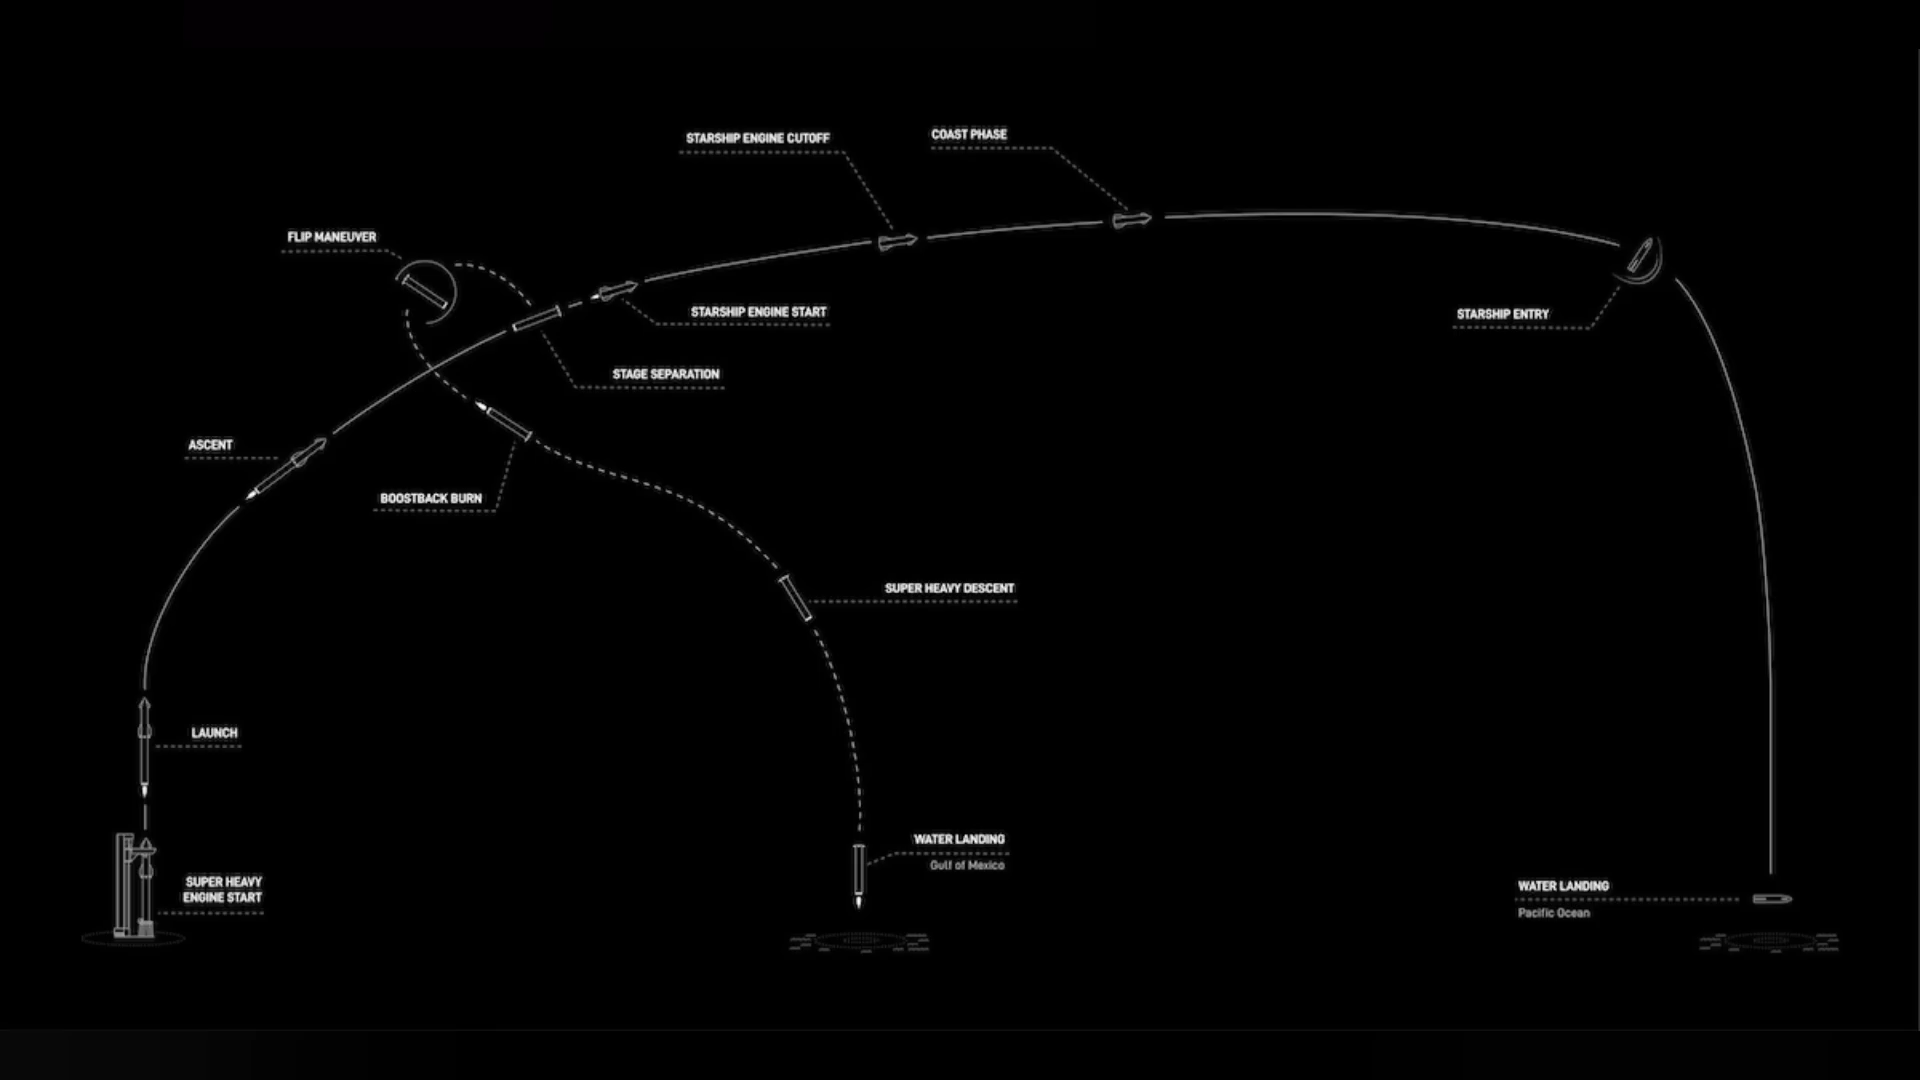 COAST PHASE
STARSHIP ENGINE CUTOFF
FLIP MANEUVER
STARSHIP ENGINE START
STARSHIP ENTRY
STAGE SEPARATION
ASCENT
BOOSTBACK BURN
SUPER HEAVY DESCENT
LAUNCH
WATER LANDING
Gulf of Mexico
SUPER HEAVY
ENGINE START
WATER LANDING
Pacific Ocean